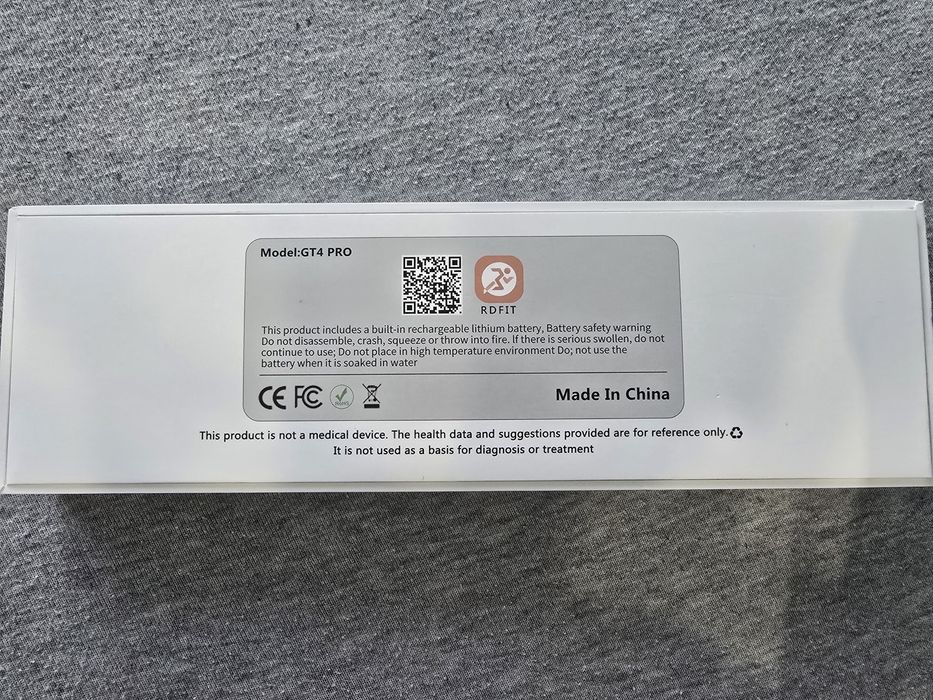 Model:GT4 PRO
RDFIT
This product includes a built-in rechargeable lithium battery, Battery safety warning
Do not disassemble, crash, squeeze or throw into fire. If there is serious swollen, do not
continue to use; Do not place in high temperature environment Do; not use the
battery when it is soaked in water
CE FC RoHS
Made In China
This product is not a medical device. The health data and suggestions provided are for reference only.
It is not used as a basis for diagnosis or treatment